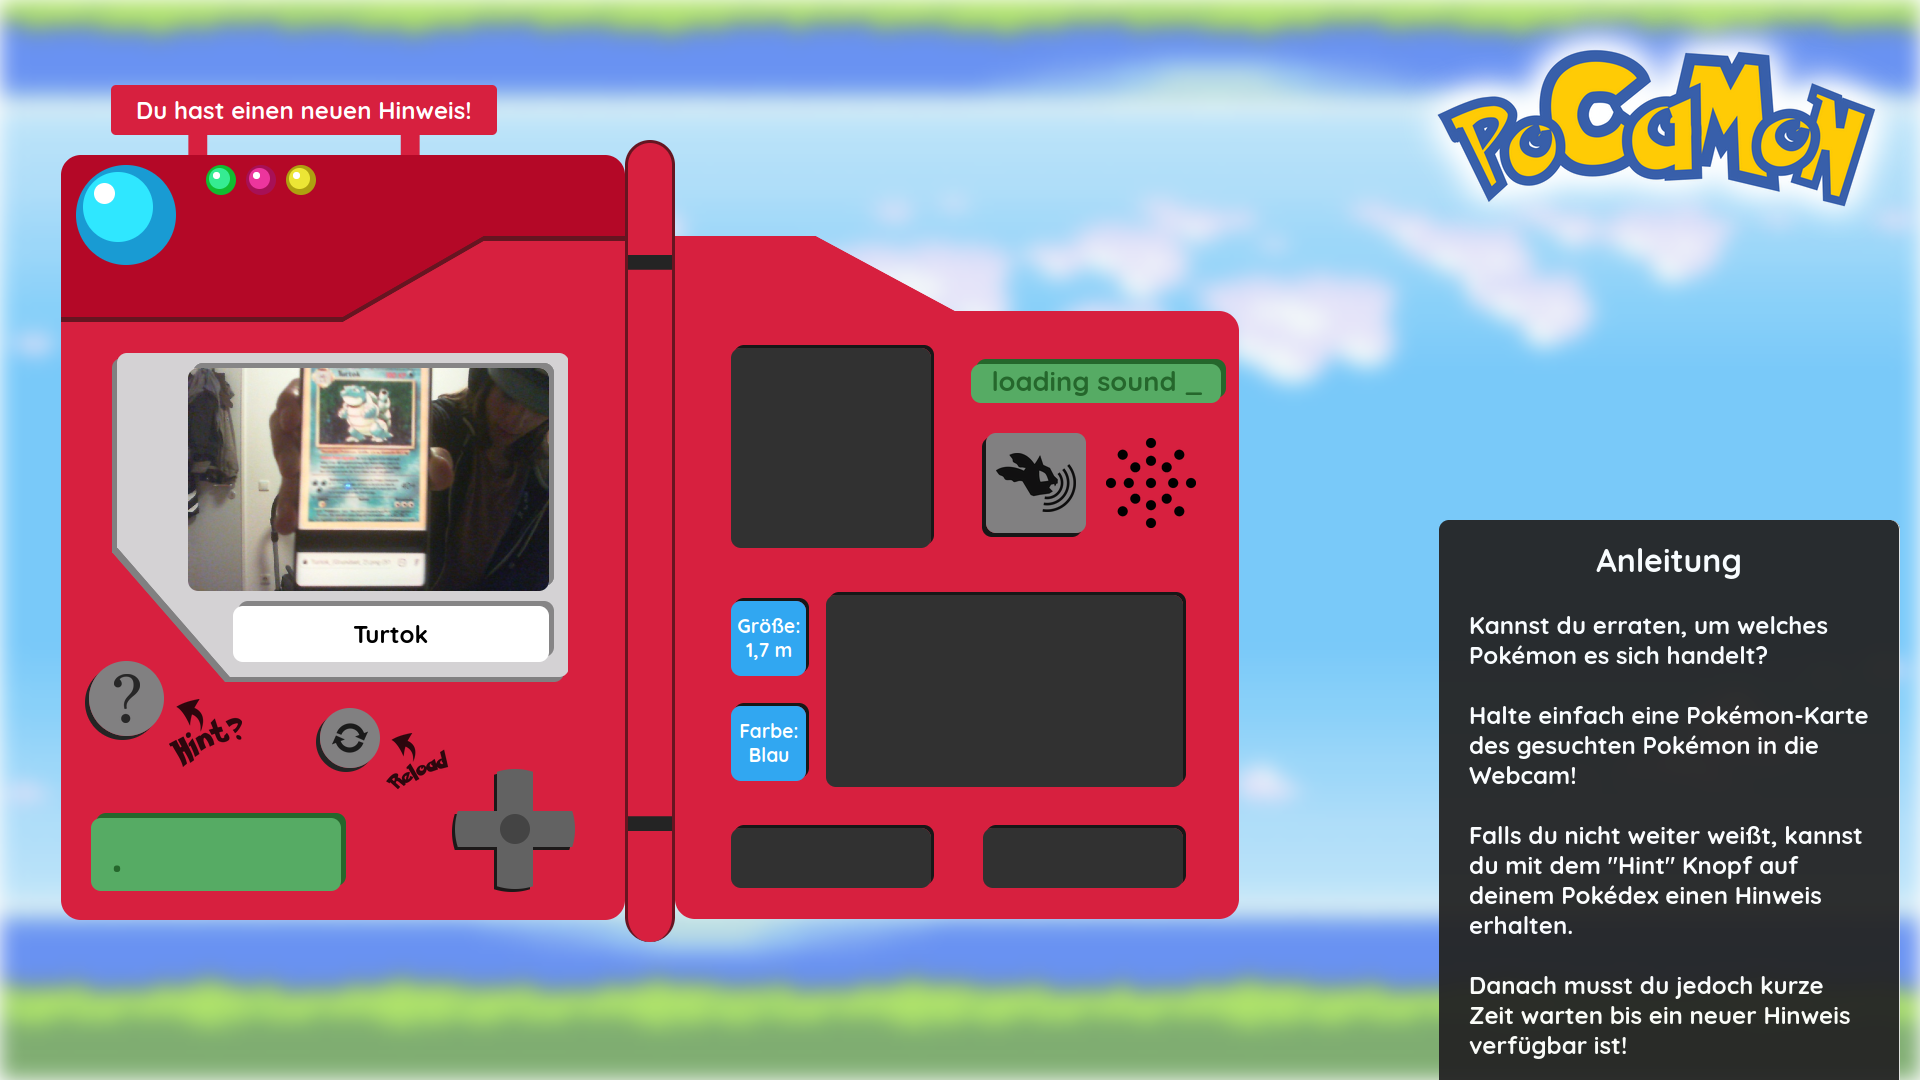 Du hast einen neuen Hinweis!
PoCaMoN
Turtok
loading sound _
Turtok
?
Hint?
Reload
Größe:
1,7 m
Farbe:
Blau
.
Anleitung
Kannst du erraten, um welches
Pokémon es sich handelt?
Halte einfach eine Pokémon-Karte
des gesuchten Pokémon in die
Webcam!
Falls du nicht weiter weißt, kannst
du mit dem "Hint" Knopf auf
deinem Pokédex einen Hinweis
erhalten.
Danach musst du jedoch kurze
Zeit warten bis ein neuer Hinweis
verfügbar ist!